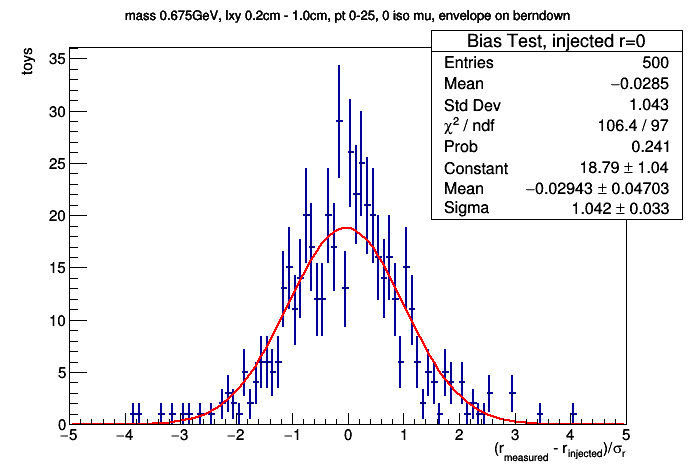 mass 0.675GeV, lxy 0.2cm - 1.0cm, pt 0-25, 0 iso mu, envelope on berndown
Bias Test, injected r=0
Entries 500
Mean −0.0285
Std Dev 1.043
χ² / ndf 106.4 / 97
Prob 0.241
Constant 18.79 ± 1.04
Mean −0.02943 ± 0.04703
Sigma 1.042 ± 0.033
toys
35
30
25
20
15
10
5
0
−5 −4 −3 −2 −1 0 1 2 3 4 5
(r_measured - r_injected)/σ_r